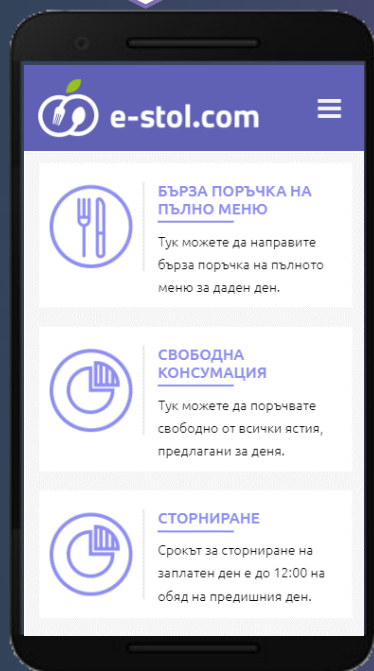 e-stol.com
БЪРЗА ПОРЪЧКА НА
ПЪЛНО МЕНЮ
Тук можете да направите
бърза поръчка на пълното
меню за даден ден.
СВОБОДНА
КОНСУМАЦИЯ
Тук можете да поръчвате
свободно от всички ястия,
предлагани за деня.
СТОРНИРАНЕ
Срокът за сторниране на
заплатен ден е до 12:00 на
обяд на предишния ден.